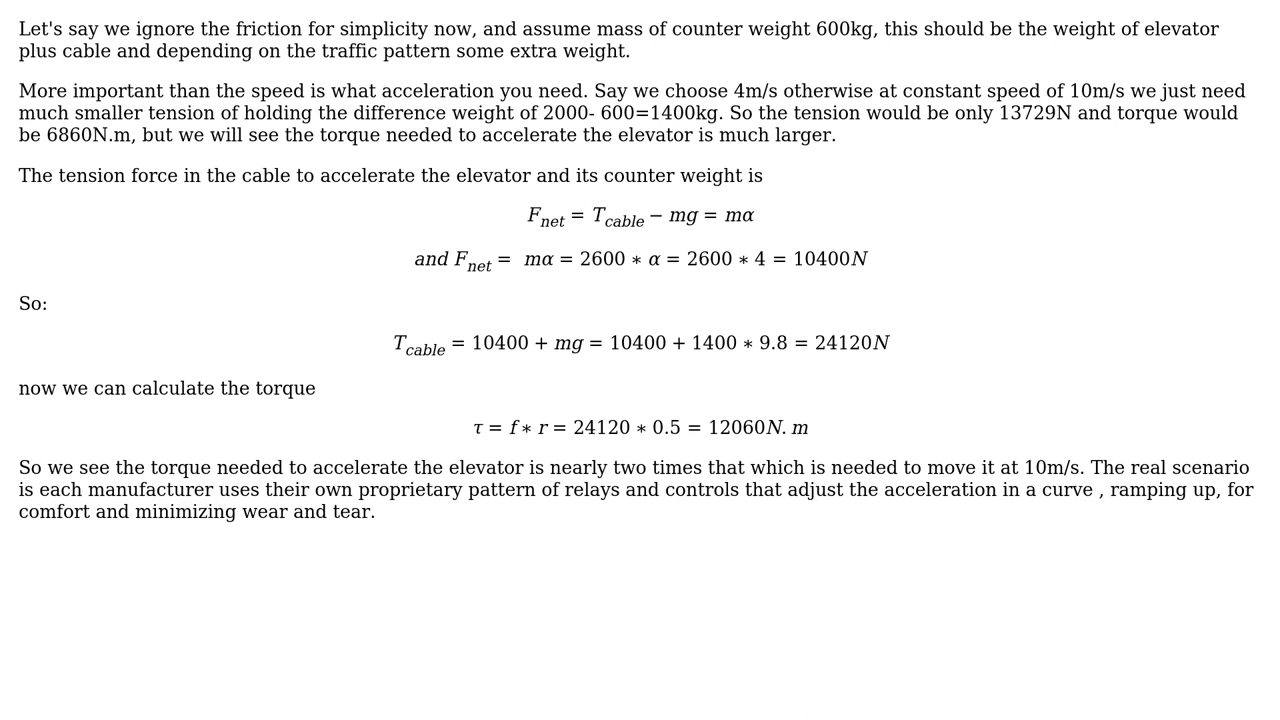 Let's say we ignore the friction for simplicity now, and assume mass of counter weight 600kg, this should be the weight of elevator
plus cable and depending on the traffic pattern some extra weight.
More important than the speed is what acceleration you need. Say we choose 4m/s otherwise at constant speed of 10m/s we just need
much smaller tension of holding the difference weight of 2000- 600=1400kg. So the tension would be only 13729N and torque would
be 6860N.m, but we will see the torque needed to accelerate the elevator is much larger.
The tension force in the cable to accelerate the elevator and its counter weight is
F_net = T_cable − mg = mα
and F_net = mα = 2600 ∗ α = 2600 ∗ 4 = 10400N
So:
T_cable = 10400 + mg = 10400 + 1400 ∗ 9.8 = 24120N
now we can calculate the torque
τ = f ∗ r = 24120 ∗ 0.5 = 12060N. m
So we see the torque needed to accelerate the elevator is nearly two times that which is needed to move it at 10m/s. The real scenario
is each manufacturer uses their own proprietary pattern of relays and controls that adjust the acceleration in a curve , ramping up, for
comfort and minimizing wear and tear.